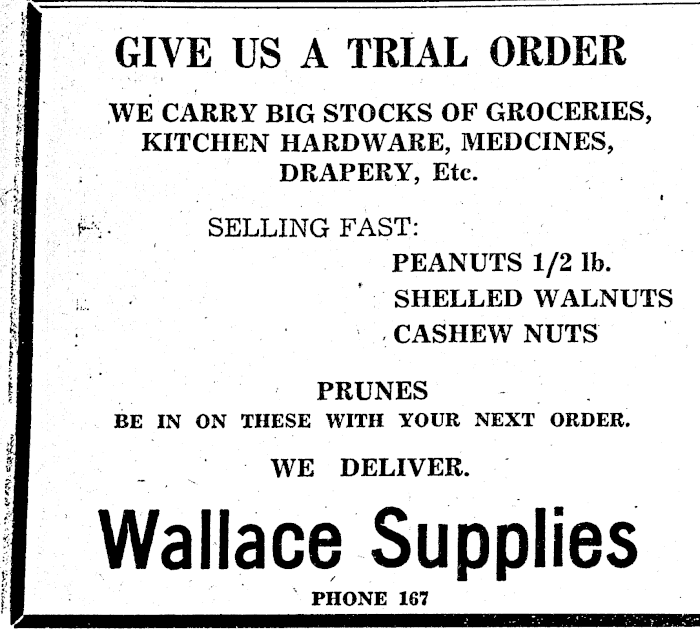 GIVE US A TRIAL ORDER
WE CARRY BIG STOCKS OF GROCERIES,
KITCHEN HARDWARE, MEDCINES,
DRAPERY, Etc.
SELLING FAST:
PEANUTS 1/2 lb.
SHELLED WALNUTS
CASHEW NUTS
PRUNES
BE IN ON THESE WITH YOUR NEXT ORDER.
WE DELIVER.
Wallace Supplies
PHONE 167